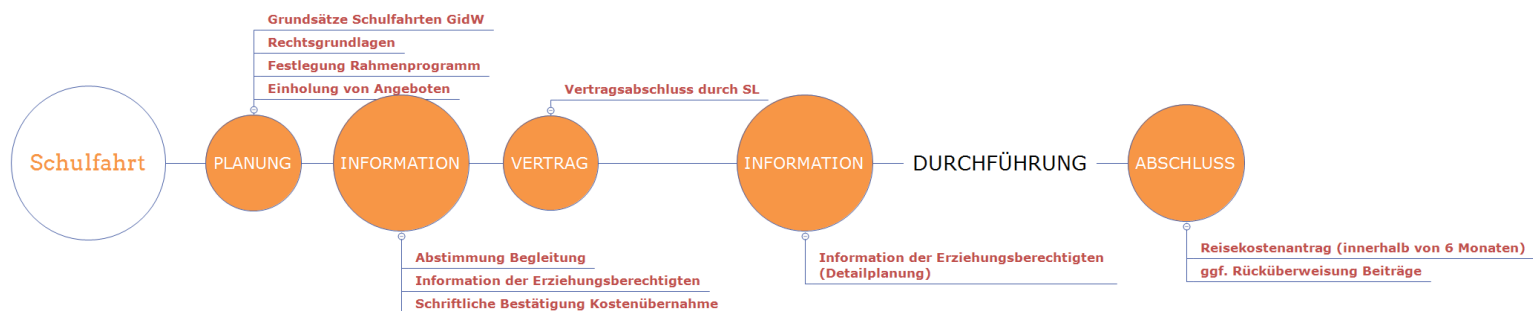 Schulfahrt
PLANUNG
Grundsätze Schulfahrten GidW
Rechtsgrundlagen
Festlegung Rahmenprogramm
Einholung von Angeboten
INFORMATION
Abstimmung Begleitung
Information der Erziehungsberechtigten
Schriftliche Bestätigung Kostenübernahme
VERTRAG
Vertragsabschluss durch SL
INFORMATION
Information der Erziehungsberechtigten
(Detailplanung)
DURCHFÜHRUNG
ABSCHLUSS
Reisekostenantrag (innerhalb von 6 Monaten)
ggf. Rücküberweisung Beiträge